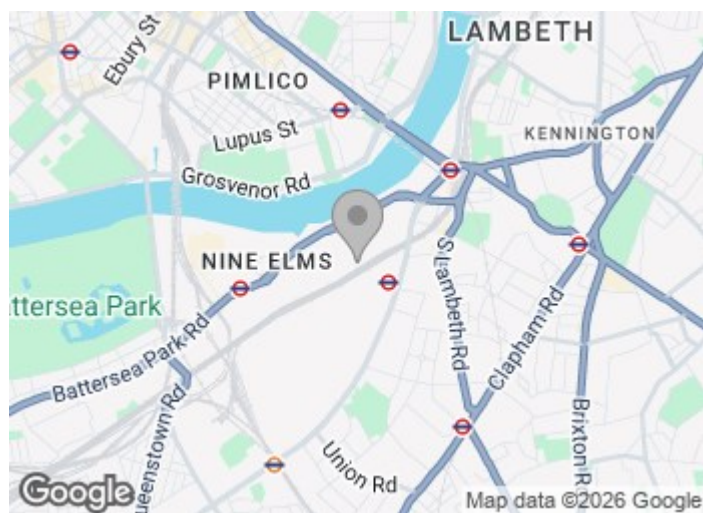 LAMBETH
Ebury St
PIMLICO
Lupus St
KENNINGTON
Grosvenor Rd
NINE ELMS
S Lambeth Rd
attersea Park
Clapham Rd
Battersea Park Rd
ueenstown Rd
Union Rd
Brixton R
Google
Map data ©2026 Google